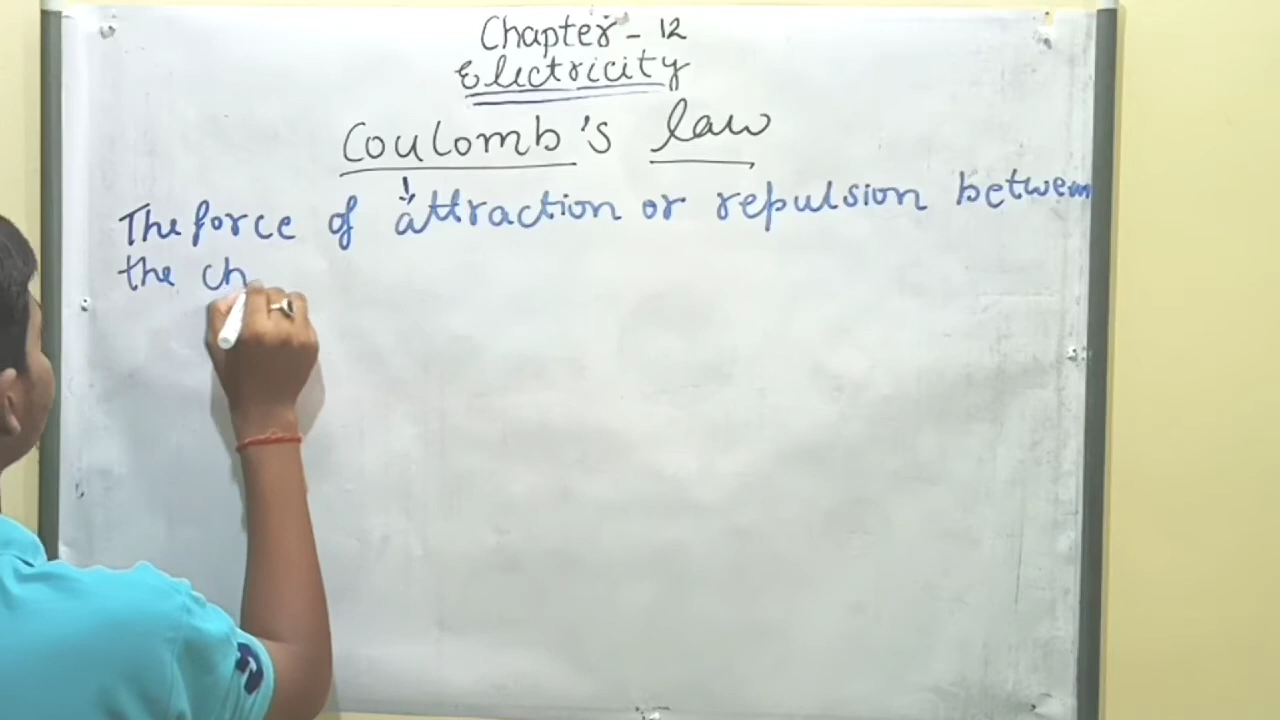 Chapter - 12
Electricity
Coulomb's law
The force of attraction or repulsion between
the ch